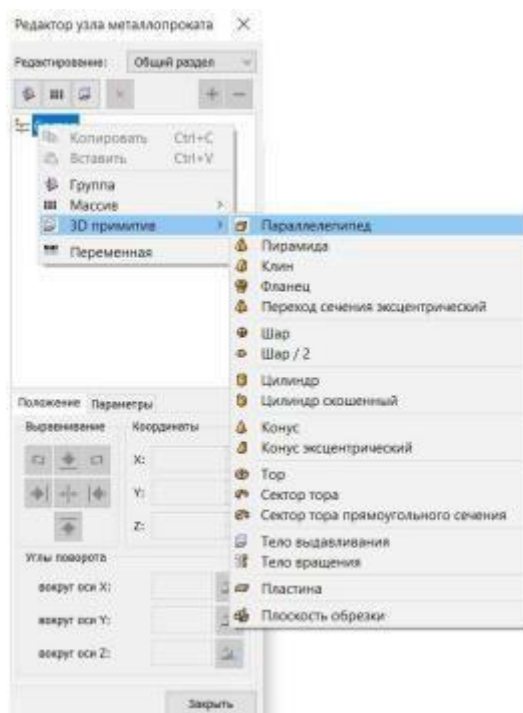 Редактор узла металлопроката
Редактирование: Общий раздел
Копировать Ctrl+C
Вставить Ctrl+V
Группа
Массив
3D примитив
Переменная
Параллелепипед
Пирамида
Клин
Фланец
Переход сечения эксцентрический
Шар
Шар / 2
Цилиндр
Цилиндр скошенный
Конус
Конус эксцентрический
Тор
Сектор тора
Сектор тора прямоугольного сечения
Тело выдавливания
Тело вращения
Пластина
Плоскость обрезки
Положение Параметры
Выравнивание Координаты
X:
Y:
Z:
Углы поворота
вокруг оси X:
вокруг оси Y:
вокруг оси Z:
Закрыть